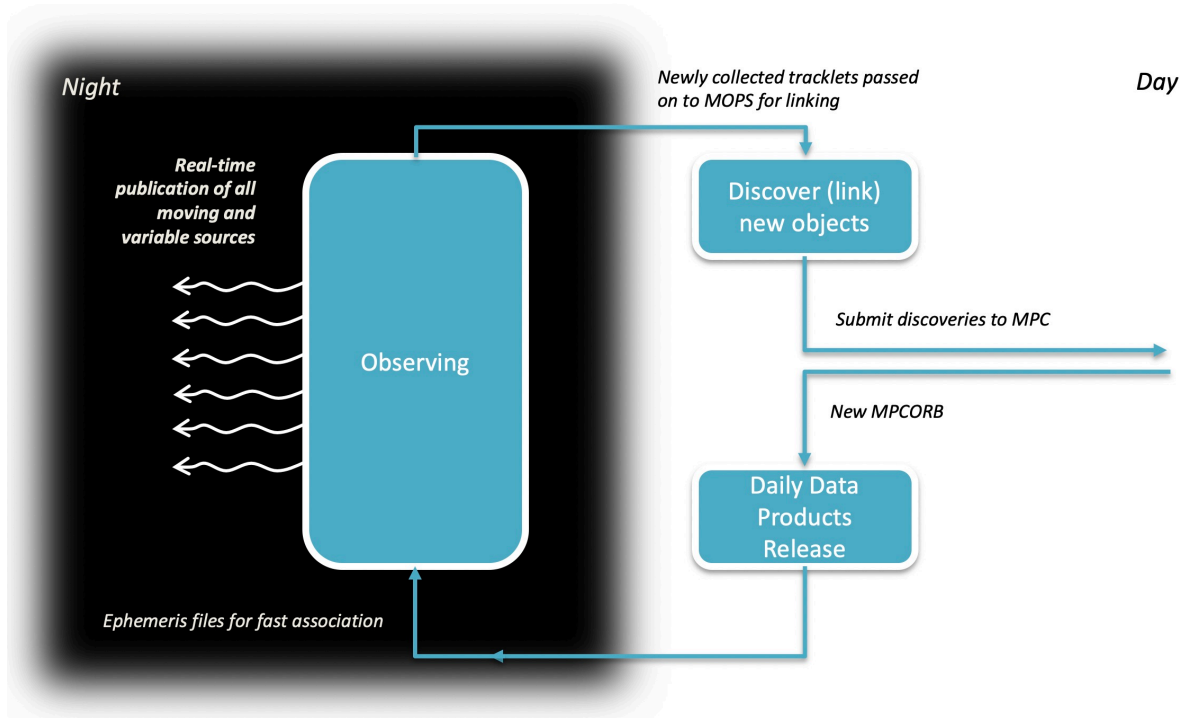 Night
Newly collected tracklets passed
on to MOPS for linking
Day
Real-time
publication of all
moving and
variable sources
Discover (link)
new objects
Observing
Submit discoveries to MPC
New MPCORB
Daily Data
Products
Release
Ephemeris files for fast association